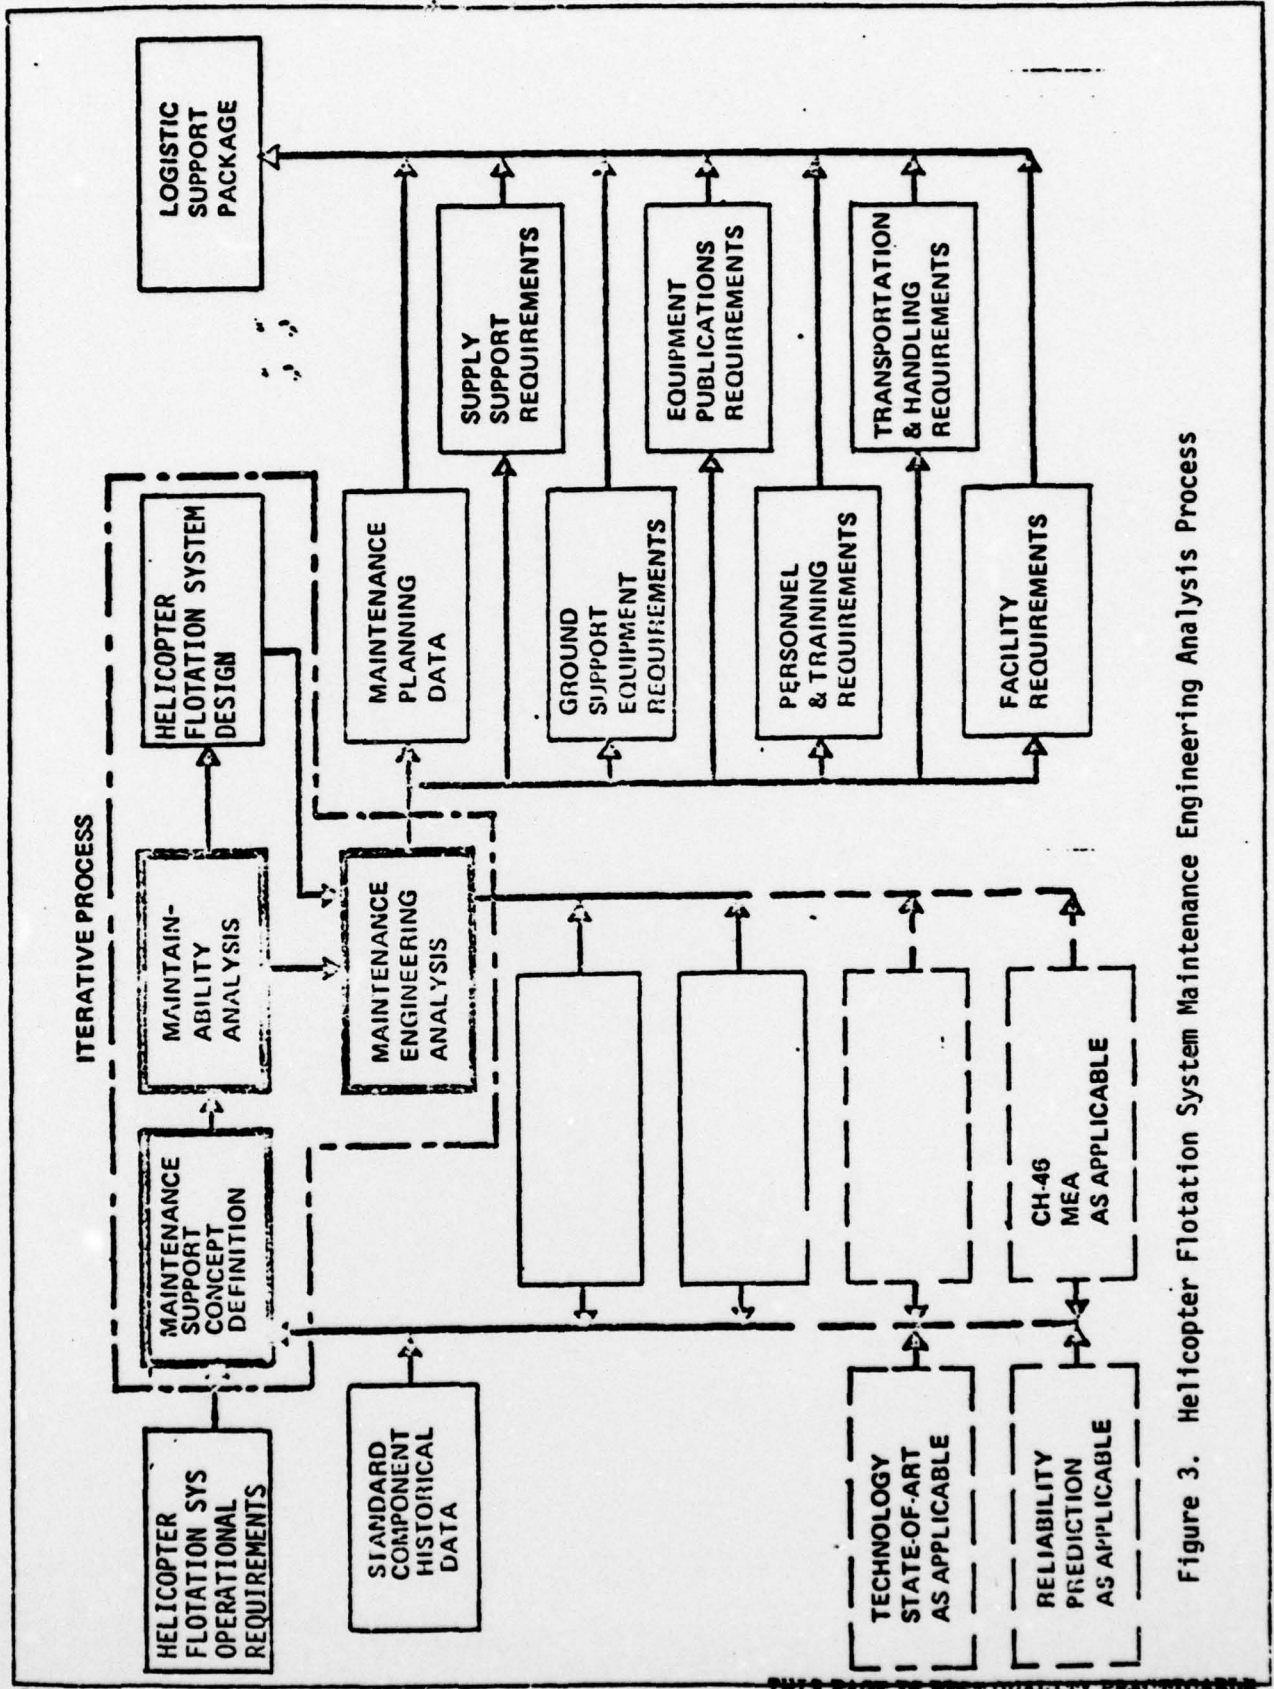 ITERATIVE PROCESS
HELICOPTER
FLOTATION SYS
OPERATIONAL
REQUIREMENTS
MAINTENANCE
SUPPORT
CONCEPT
DEFINITION
MAINTAIN-
ABILITY
ANALYSIS
HELICOPTER
FLOTATION SYSTEM
DESIGN
LOGISTIC
SUPPORT
PACKAGE
STANDARD
COMPONENT
HISTORICAL
DATA
MAINTENANCE
ENGINEERING
ANALYSIS
MAINTENANCE
PLANNING
DATA
SUPPLY
SUPPORT
REQUIREMENTS
GROUND
SUPPORT
EQUIPMENT
REQUIREMENTS
EQUIPMENT
PUBLICATIONS
REQUIREMENTS
PERSONNEL
& TRAINING
REQUIREMENTS
TRANSPORTATION
& HANDLING
REQUIREMENTS
FACILITY
REQUIREMENTS
TECHNOLOGY
STATE-OF-ART
AS APPLICABLE
RELIABILITY
PREDICTION
AS APPLICABLE
CH-46
MEA
AS APPLICABLE
Figure 3. Helicopter Flotation System Maintenance Engineering Analysis Process